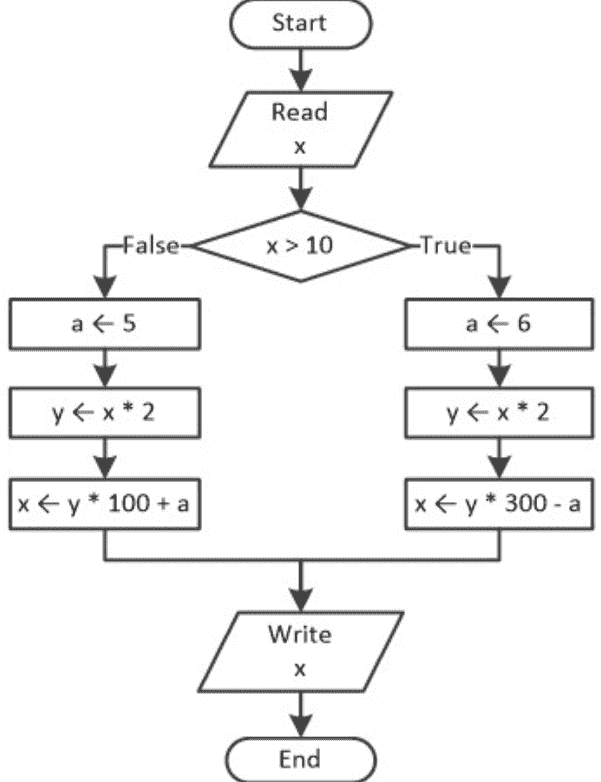 Start
Read
x
False
x > 10
True
a ← 5
a ← 6
y ← x * 2
y ← x * 2
x ← y * 100 + a
x ← y * 300 - a
Write
x
End